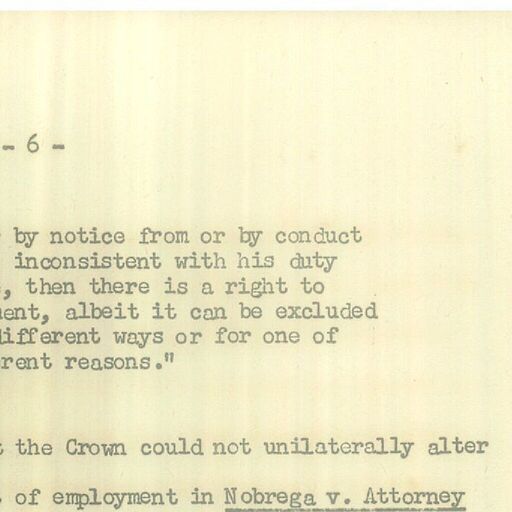 - 6 -
by notice from or by conduct
inconsistent with his duty
, then there is a right to
ent, albeit it can be excluded
different ways or for one of
rent reasons."
the Crown could not unilaterally alter
of employment in Nobrega v. Attorney